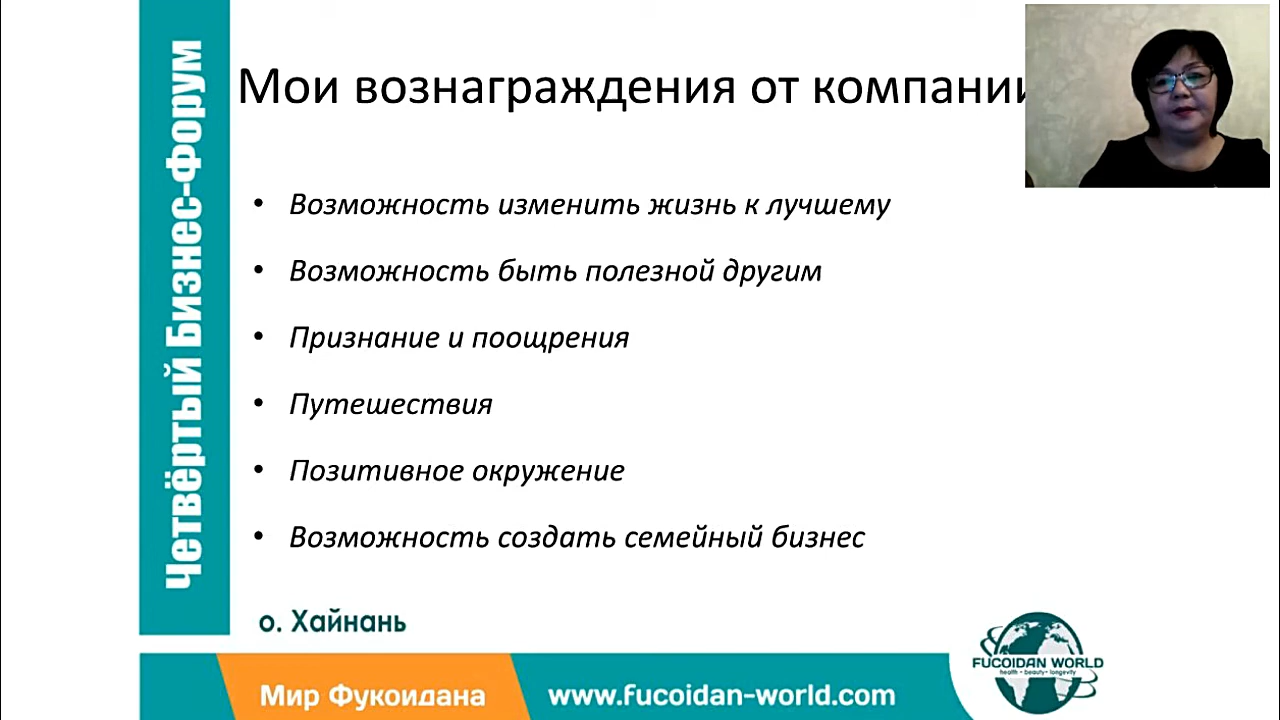 Четвёртый Бизнес-Форум
Мои вознаграждения от компании
• Возможность изменить жизнь к лучшему
• Возможность быть полезной другим
• Признание и поощрения
• Путешествия
• Позитивное окружение
• Возможность создать семейный бизнес
о. Хайнань
FUCOIDAN WORLD
health • beauty • longevity
Мир Фукоидана
www.fucoidan-world.com